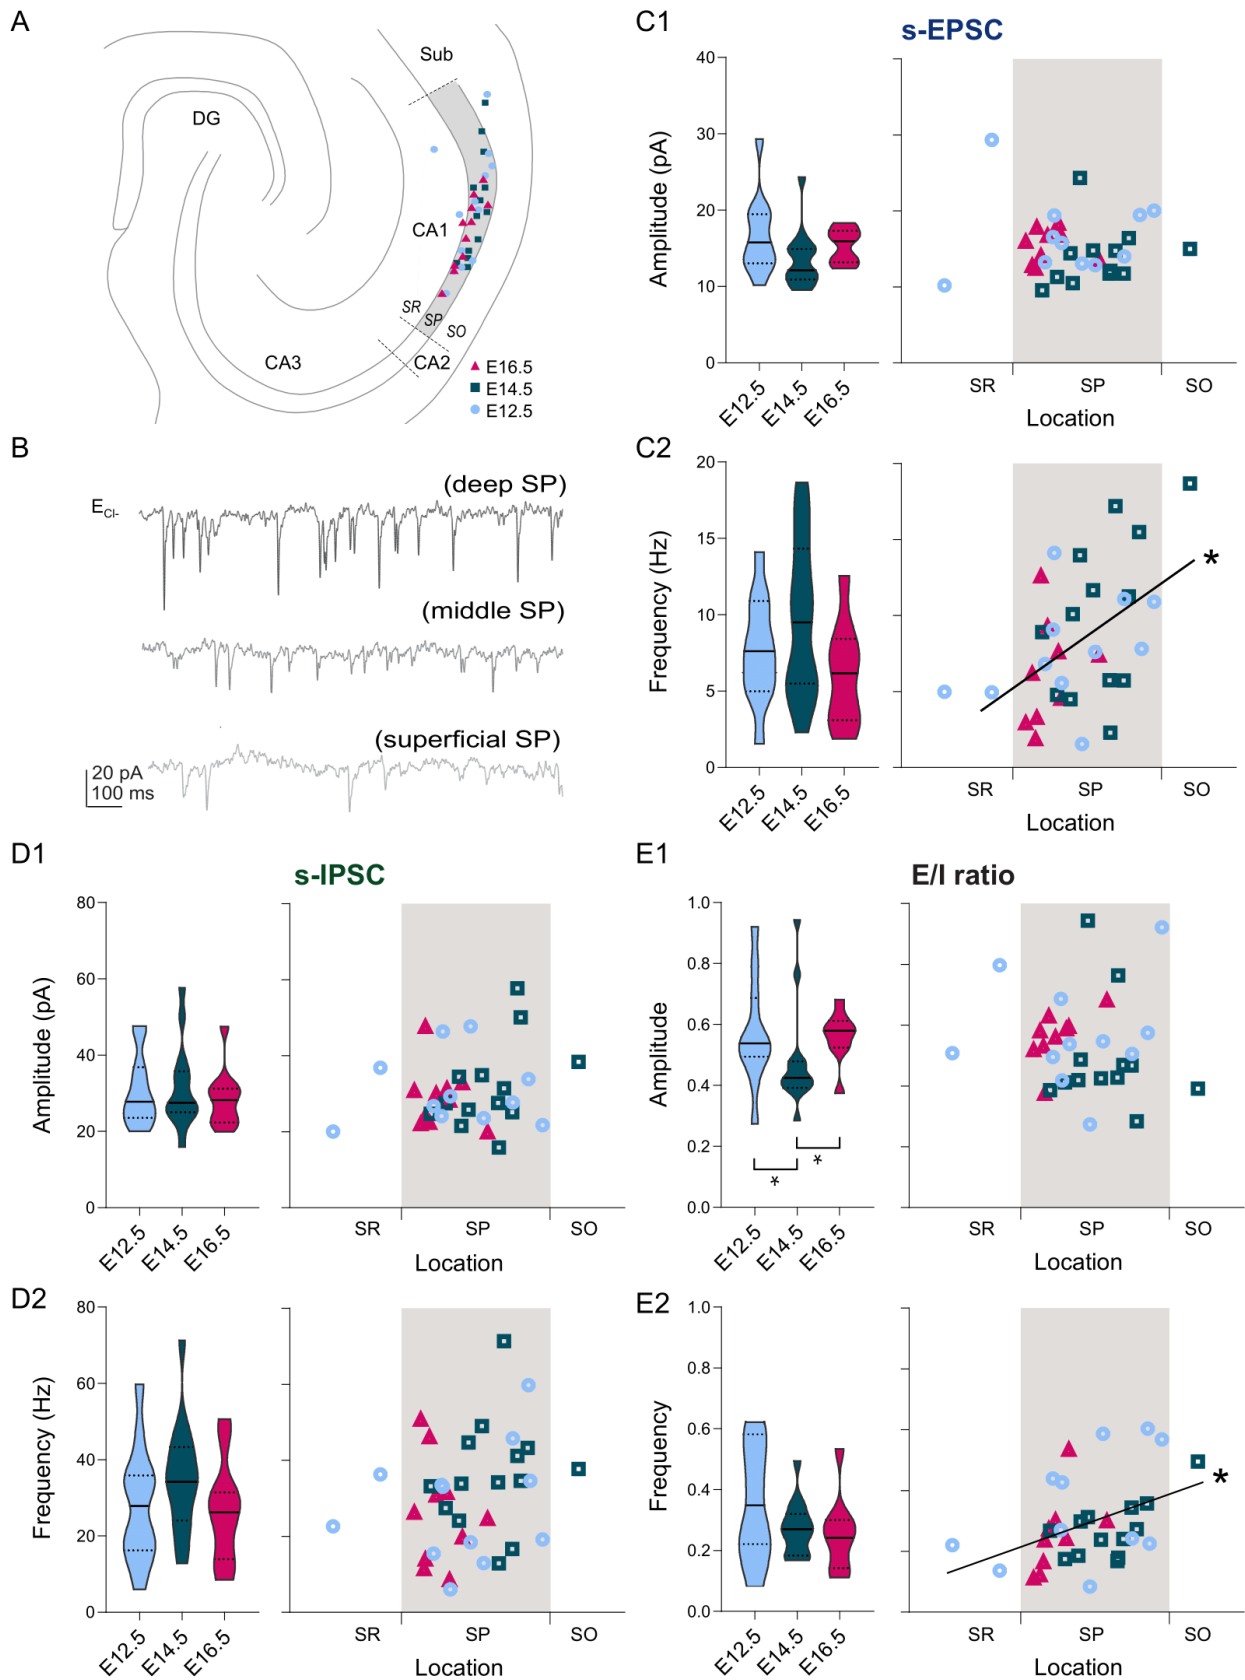 A
Sub
DG
CA1
SR
SP
SO
CA3
CA2
E16.5
E14.5
E12.5
B
(deep SP)
ECl-
(middle SP)
(superficial SP)
20 pA
100 ms
C1
s-EPSC
Amplitude (pA)
40
30
20
10
0
E12.5 E14.5 E16.5
SR SP SO
Location
C2
Frequency (Hz)
20
15
10
5
0
*
E12.5 E14.5 E16.5
SR SP SO
Location
D1
s-IPSC
Amplitude (pA)
80
60
40
20
0
E12.5 E14.5 E16.5
SR SP SO
Location
E1
E/I ratio
Amplitude
1.0
0.8
0.6
0.4
0.2
0.0
* *
E12.5 E14.5 E16.5
SR SP SO
Location
D2
Frequency (Hz)
80
60
40
20
0
E12.5 E14.5 E16.5
SR SP SO
Location
E2
Frequency
1.0
0.8
0.6
0.4
0.2
0.0
*
E12.5 E14.5 E16.5
SR SP SO
Location